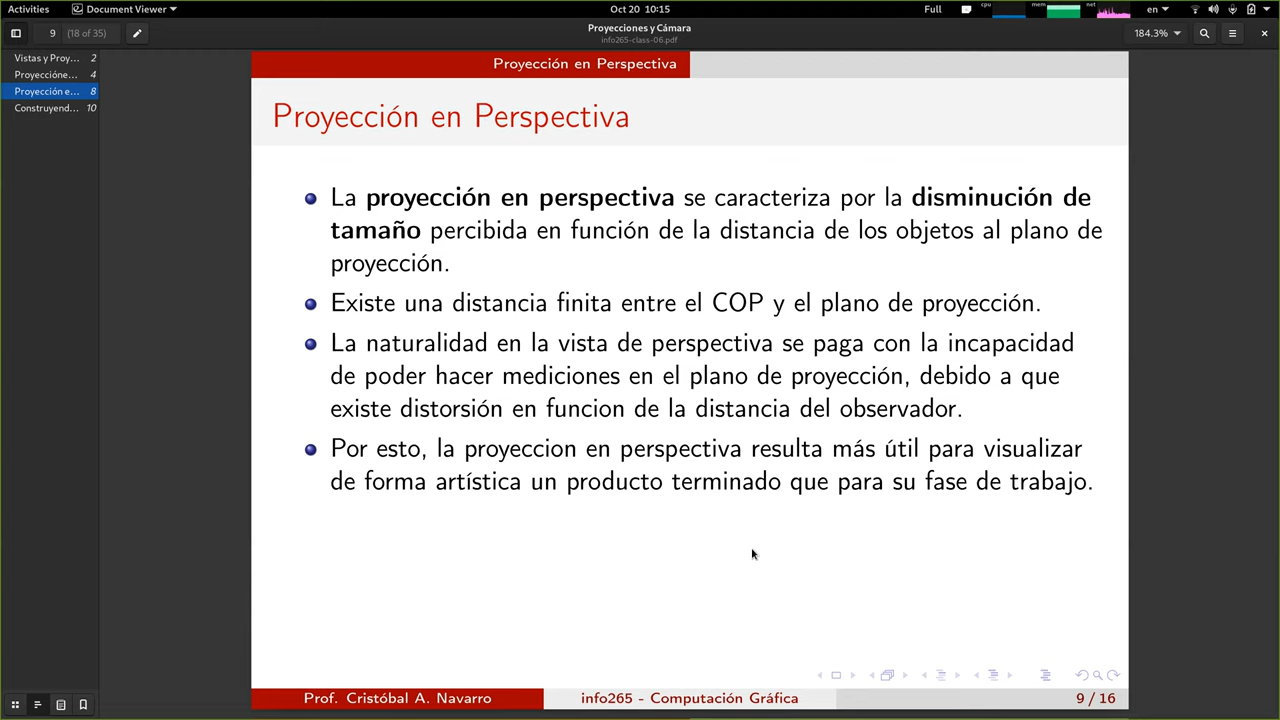 Activities
Document Viewer
Oct 20 10:15
Full
cpu
mem
net
en
9
(18 of 35)
Proyecciones y Cámara
info265-class-06.pdf
184.3%
Vistas y Proy… 2
Proyeccióne… 4
Proyección e… 8
Construyend… 10
Proyección en Perspectiva
Proyección en Perspectiva
La proyección en perspectiva se caracteriza por la disminución de
tamaño percibida en función de la distancia de los objetos al plano de
proyección.
Existe una distancia finita entre el COP y el plano de proyección.
La naturalidad en la vista de perspectiva se paga con la incapacidad
de poder hacer mediciones en el plano de proyección, debido a que
existe distorsión en funcion de la distancia del observador.
Por esto, la proyeccion en perspectiva resulta más útil para visualizar
de forma artística un producto terminado que para su fase de trabajo.
Prof. Cristóbal A. Navarro
info265 - Computación Gráfica
9 / 16